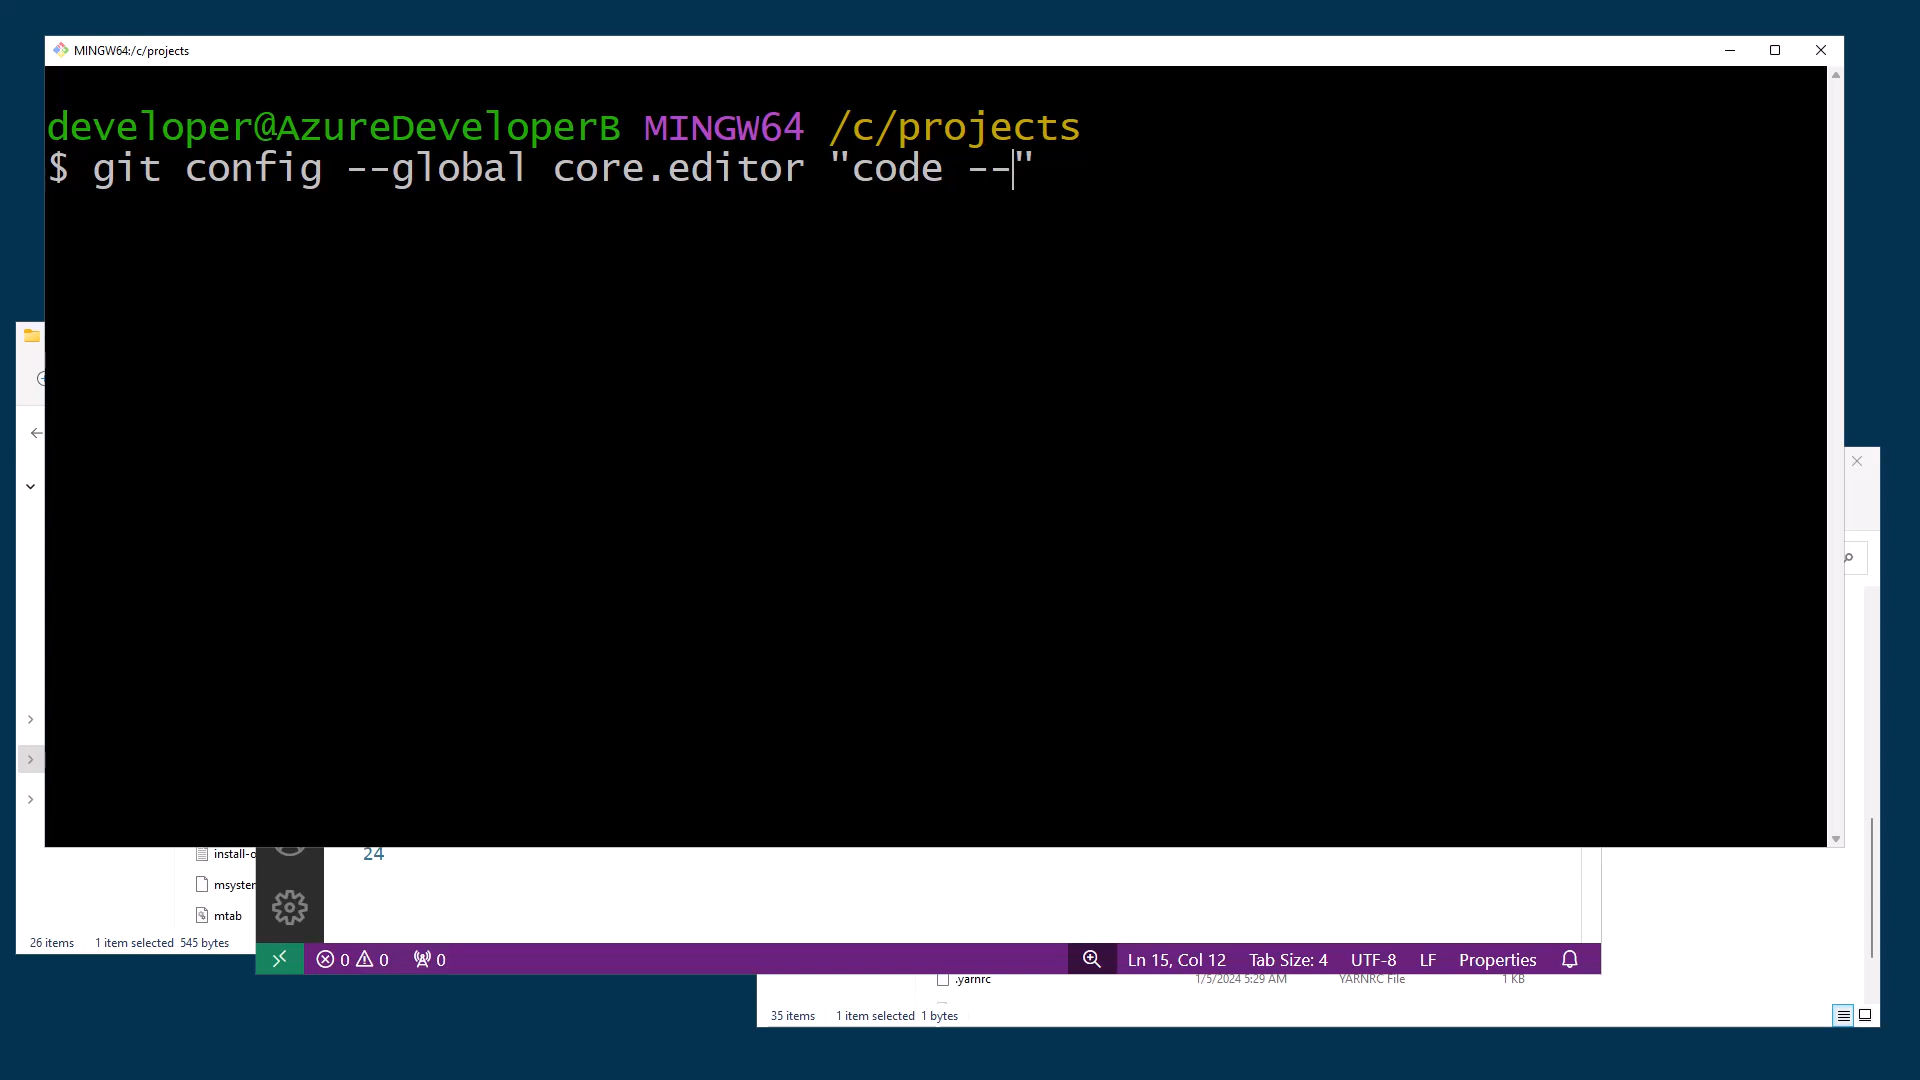 MINGW64:/c/projects
developer@AzureDeveloperB MINGW64 /c/projects
$ git config --global core.editor "code --"
install-o
msyster
mtab
26 items 1 item selected 545 bytes
24
0 0 0
Ln 15, Col 12 Tab Size: 4 UTF-8 LF Properties
.yarnrc 1/5/2024 5:29 AM YARNRC File 1 KB
35 items 1 item selected 1 bytes